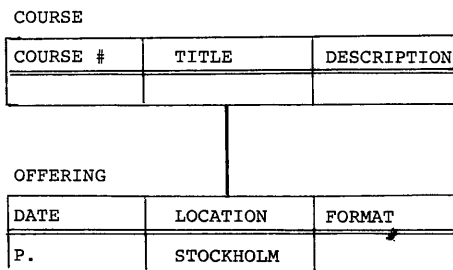 COURSE
COURSE # TITLE DESCRIPTION
OFFERING
DATE LOCATION FORMAT
P. STOCKHOLM